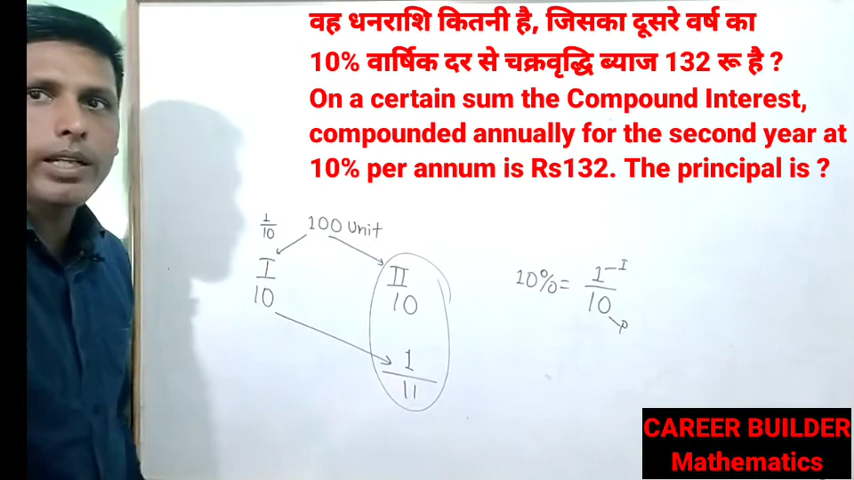 वह धनराशि कितनी है, जिसका दूसरे वर्ष का
10% वार्षिक दर से चक्रवृद्धि ब्याज 132 रू है ?
On a certain sum the Compound Interest,
compounded annually for the second year at
10% per annum is Rs132. The principal is ?
1/10 100 Unit
I II
10 10
1
11
10% = 1-I/10→P
CAREER BUILDER
Mathematics